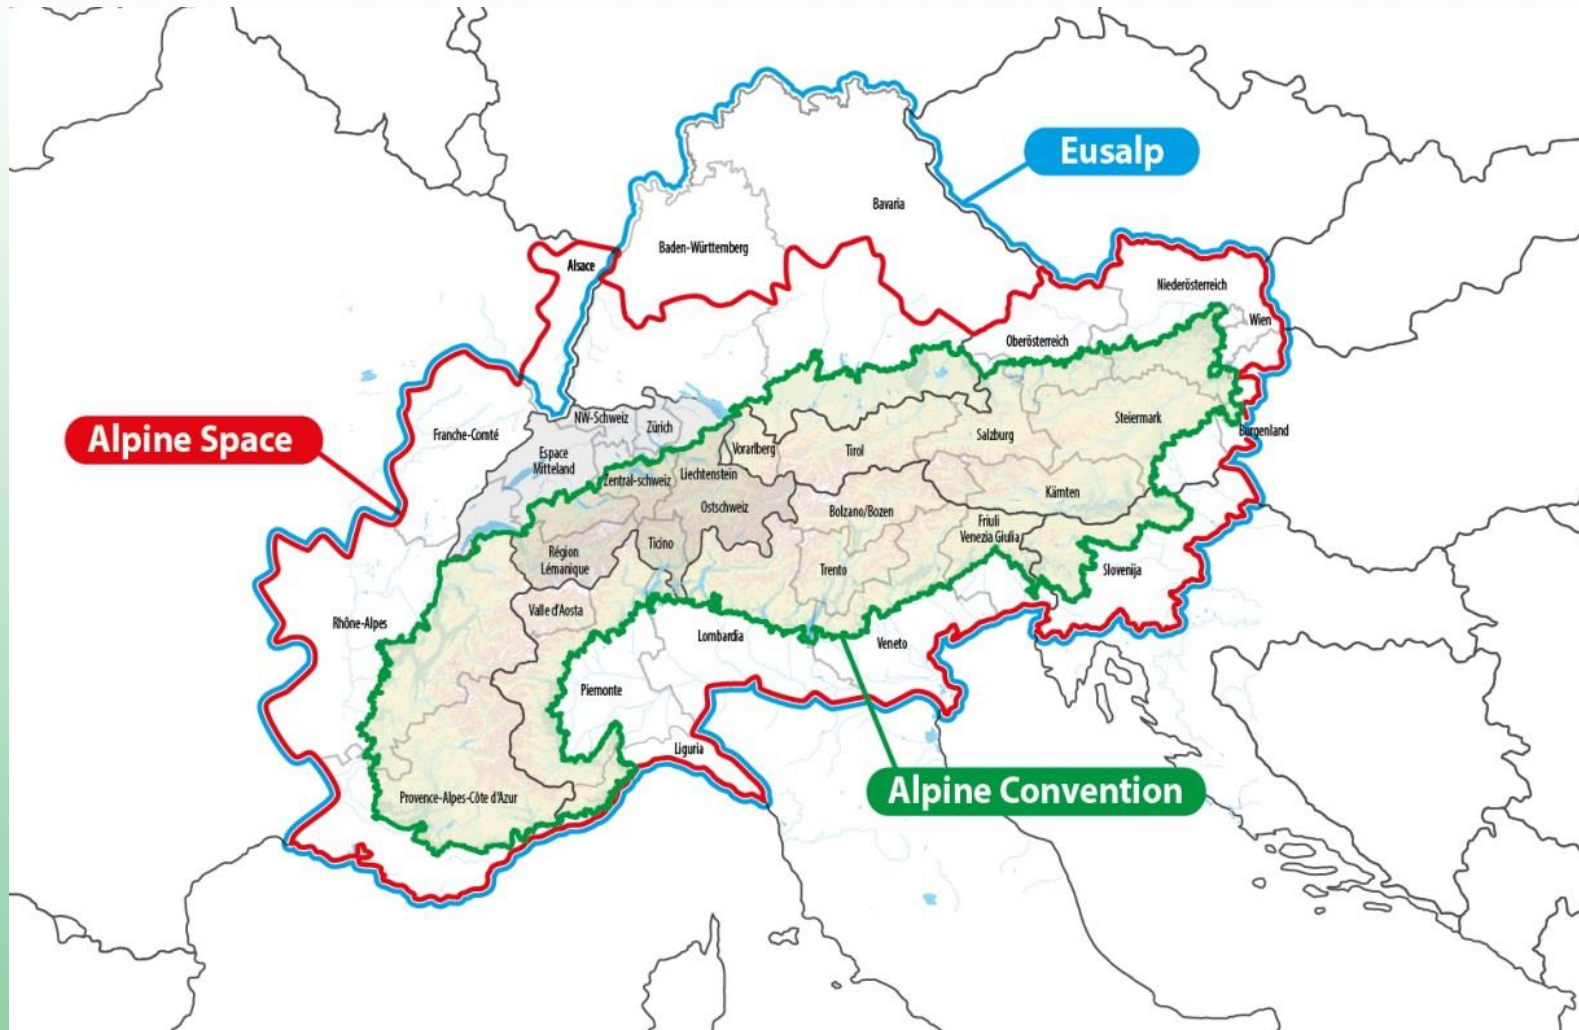 Eusalp
Bavaria
Baden-Württemberg
Alsace
Niederösterreich
Wien
Oberösterreich
Alpine Space
Franche-Comté
NW-Schweiz
Zürich
Espace
Mitteland
Vorarlberg
Tirol
Salzburg
Steiermark
Burgenland
Zentral-schweiz
Liechtenstein
Ostschweiz
Bolzano/Bozen
Kärnten
Friuli
Venezia Giulia
Région
Lémanique
Ticino
Trento
Slovenija
Valle d'Aosta
Rhône-Alpes
Lombardia
Veneto
Piemonte
Liguria
Alpine Convention
Provence-Alpes-Côte d'Azur